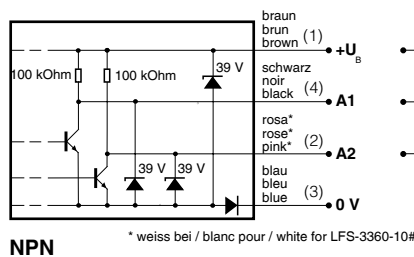 braun
brun
brown (1) +UB
100 kOhm 100 kOhm 39 V
schwarz
noir
black (4) A1
rosa*
rose*
pink* (2) A2
39 V 39 V
blau
bleu
blue (3) 0 V
* weiss bei / blanc pour / white for LFS-3360-10#
NPN